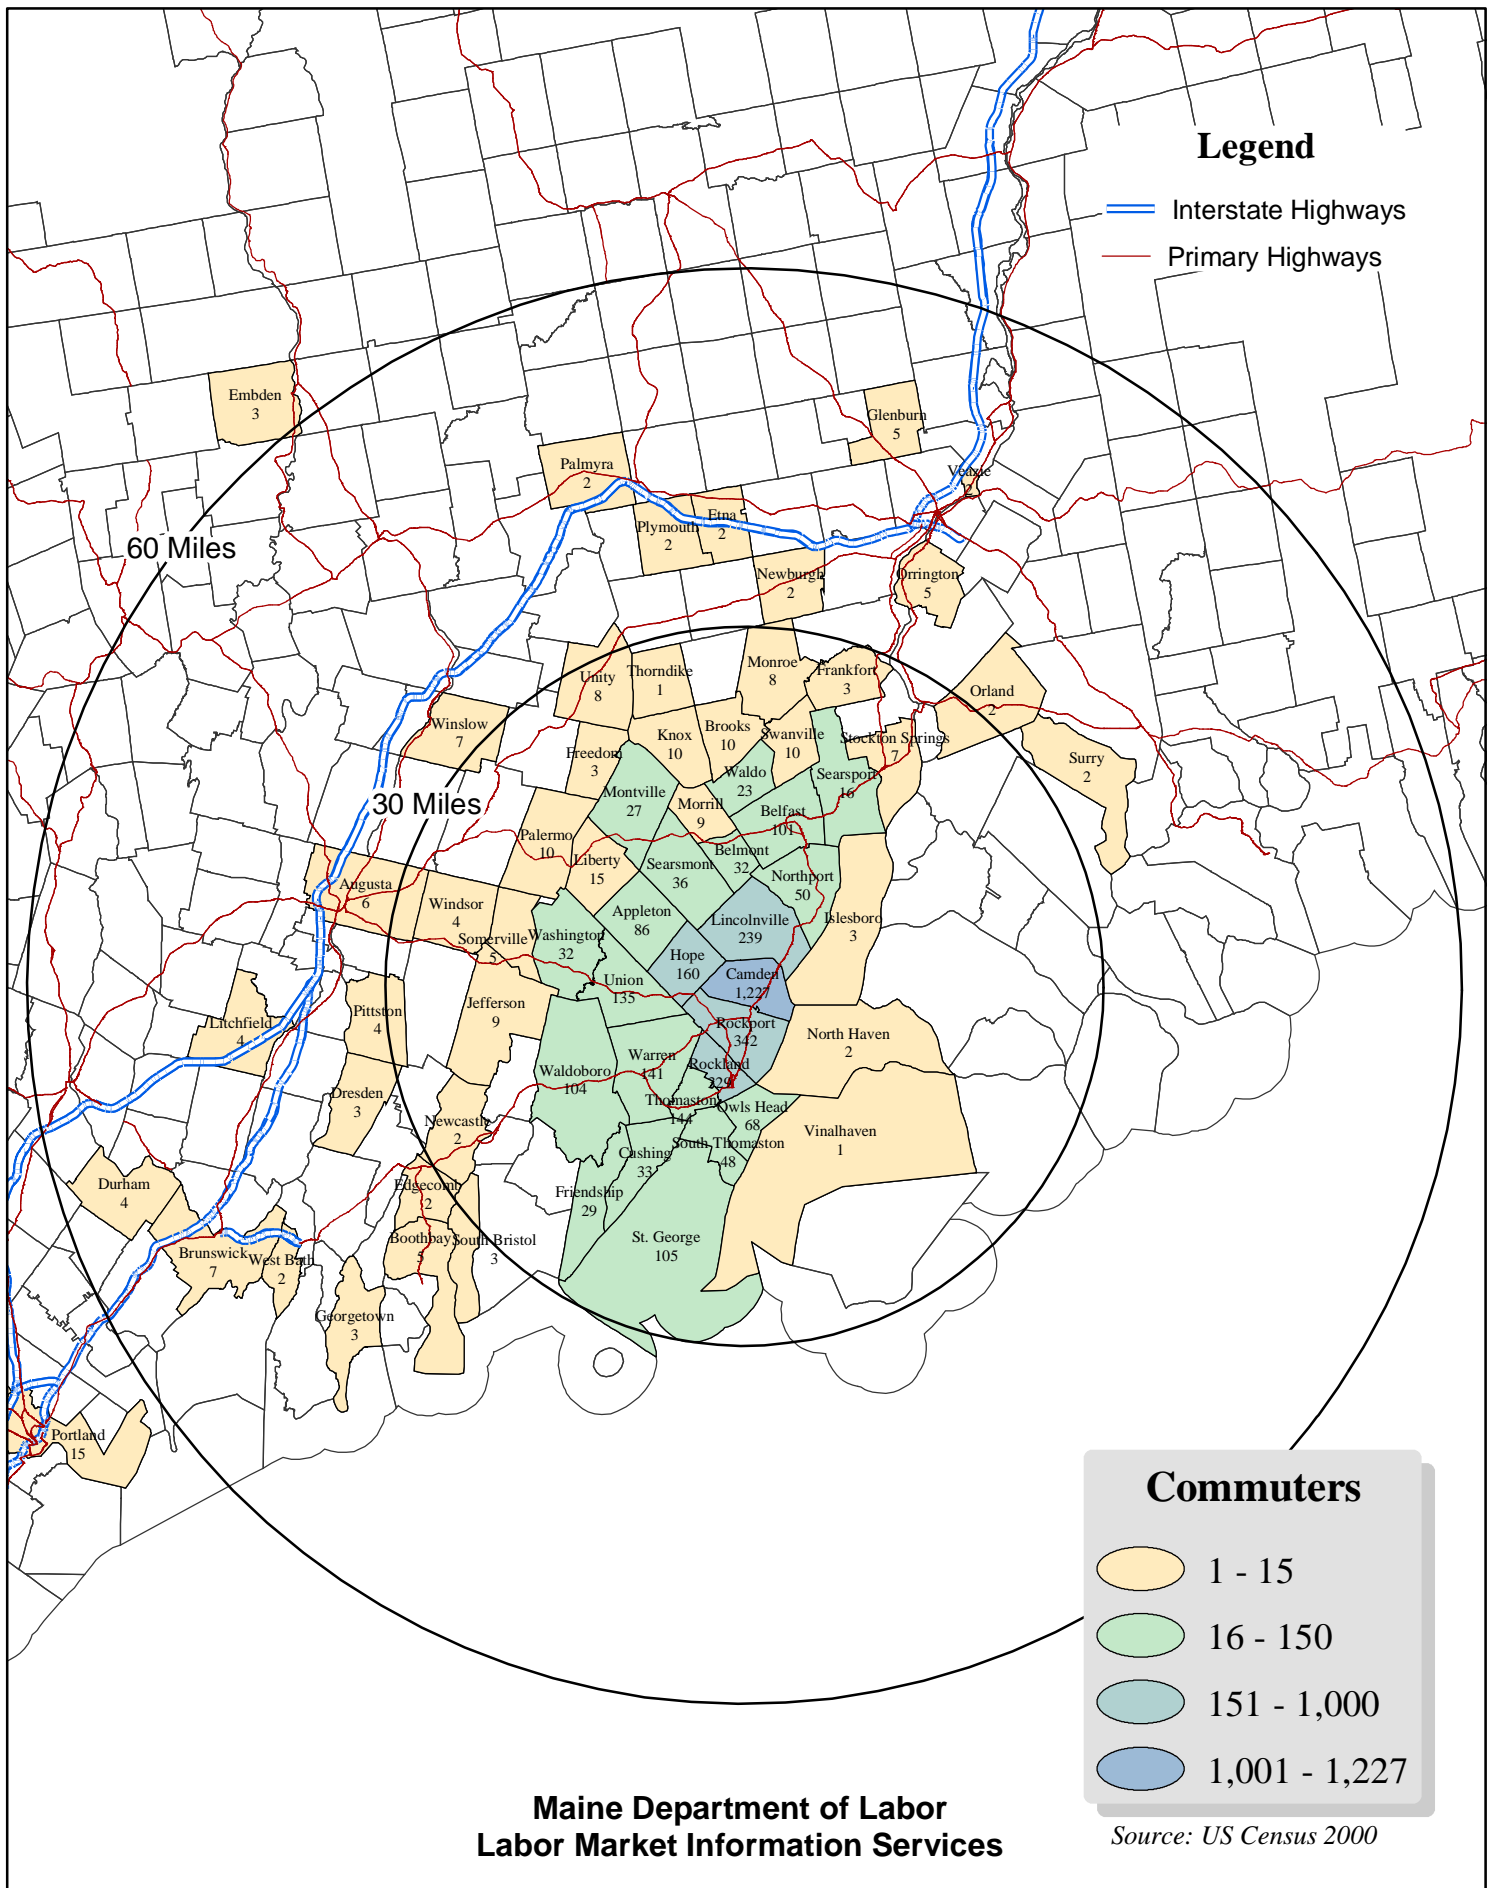 Legend
Interstate Highways
Primary Highways
Embden
3
Glenburn
5
Palmyra
2
Veazie
2
Plymouth
2
Etna
2
60 Miles
Newburgh
2
Orrington
5
Unity
8
Thorndike
1
Monroe
8
Frankfort
3
Orland
2
Winslow
7
Freedom
3
Knox
10
Brooks
10
Swanville
10
Stockton Springs
7
Surry
2
Waldo
23
Searsport
16
30 Miles
Montville
27
Morrill
9
Belfast
101
Palermo
10
Liberty
15
Searsmont
36
Belmont
32
Northport
50
Augusta
6
Windsor
4
Somerville
5
Washington
32
Appleton
86
Lincolnville
239
Islesboro
3
Hope
160
Camden
1,227
Union
135
Jefferson
9
Pittston
4
Litchfield
4
Rockport
342
North Haven
2
Warren
141
Rockland
229
Waldoboro
104
Dresden
3
Thomaston
144
Owls Head
68
Newcastle
2
Vinalhaven
1
Cushing
33
South Thomaston
48
Durham
4
Edgecomb
2
Friendship
29
Boothbay
5
South Bristol
3
St. George
105
Brunswick
7
West Bath
2
Georgetown
3
Portland
15
Commuters
1 - 15
16 - 150
151 - 1,000
1,001 - 1,227
Maine Department of Labor
Labor Market Information Services
Source: US Census 2000